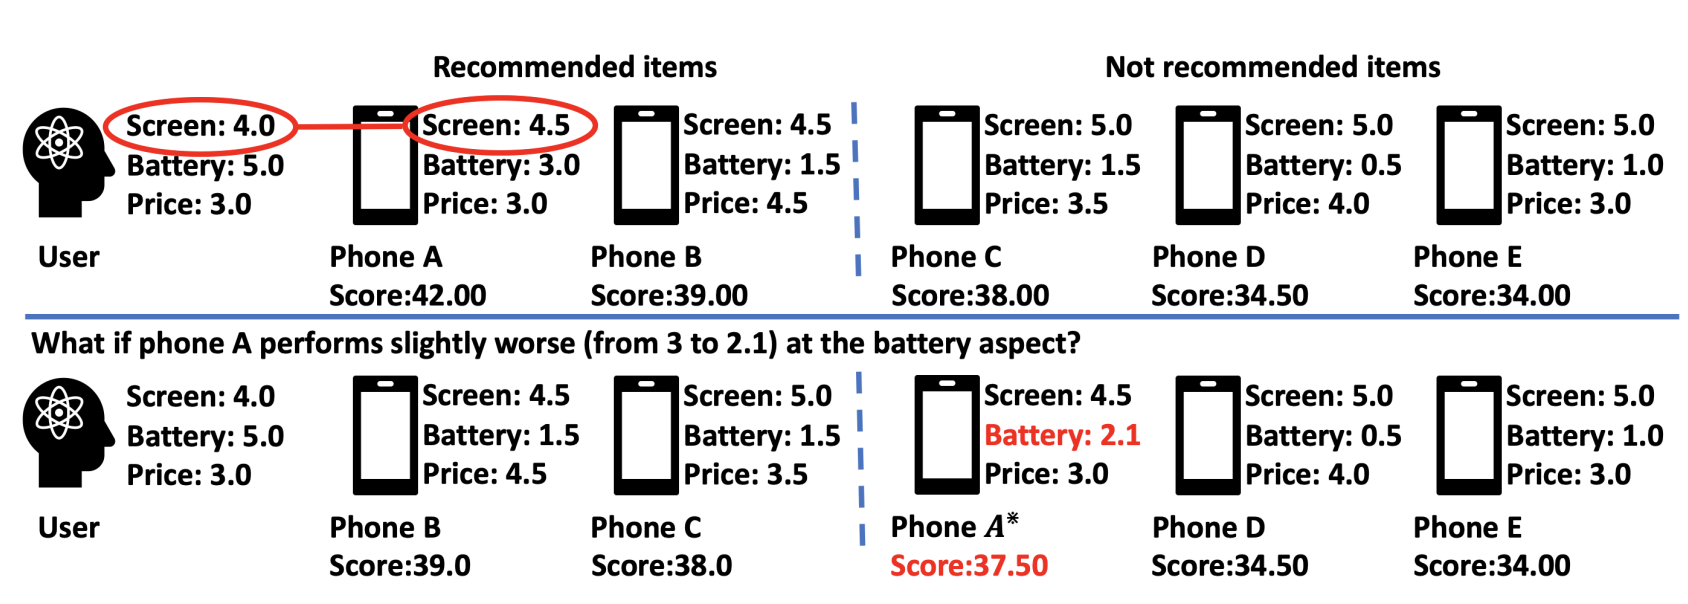 Recommended items
Not recommended items
Screen: 4.0
Battery: 5.0
Price: 3.0
User
Screen: 4.5
Battery: 3.0
Price: 3.0
Phone A
Score:42.00
Screen: 4.5
Battery: 1.5
Price: 4.5
Phone B
Score:39.00
Screen: 5.0
Battery: 1.5
Price: 3.5
Phone C
Score:38.00
Screen: 5.0
Battery: 0.5
Price: 4.0
Phone D
Score:34.50
Screen: 5.0
Battery: 1.0
Price: 3.0
Phone E
Score:34.00
What if phone A performs slightly worse (from 3 to 2.1) at the battery aspect?
Screen: 4.0
Battery: 5.0
Price: 3.0
User
Screen: 4.5
Battery: 1.5
Price: 4.5
Phone B
Score:39.0
Screen: 5.0
Battery: 1.5
Price: 3.5
Phone C
Score:38.0
Screen: 4.5
Battery: 2.1
Price: 3.0
Phone A*
Score:37.50
Screen: 5.0
Battery: 0.5
Price: 4.0
Phone D
Score:34.50
Screen: 5.0
Battery: 1.0
Price: 3.0
Phone E
Score:34.00